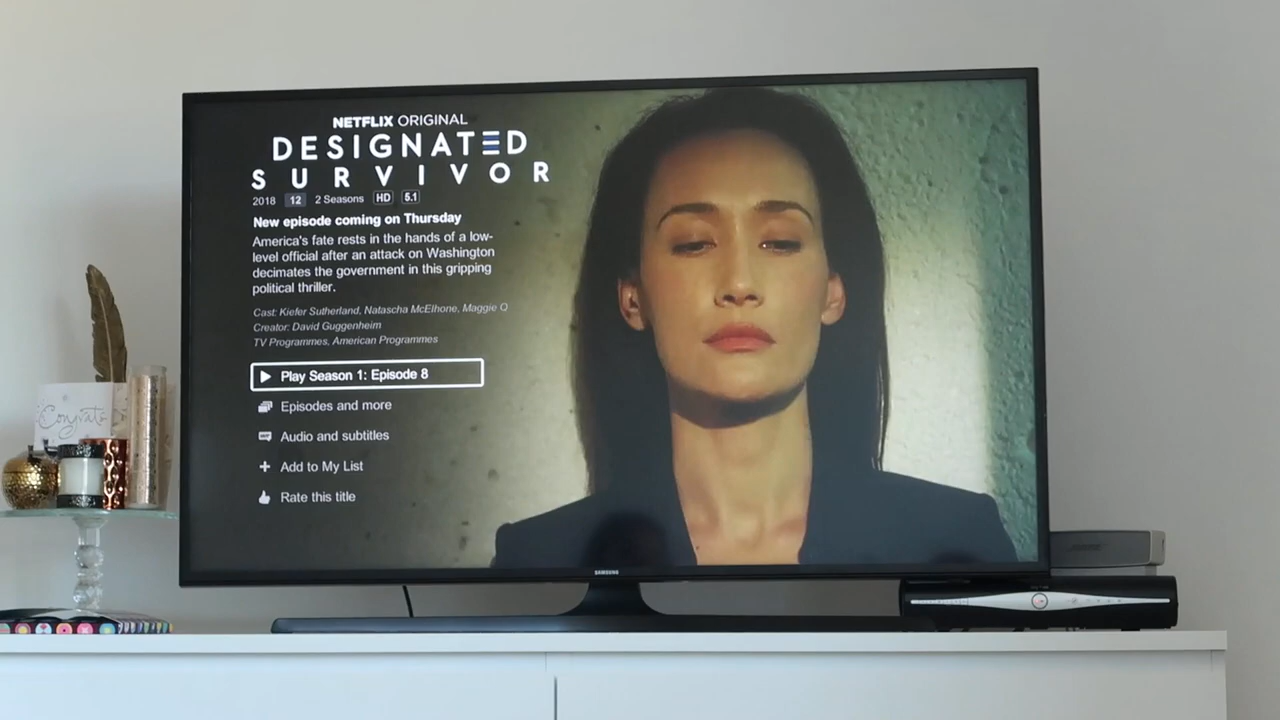 NETFLIX ORIGINAL
DESIGNATED
SURVIVOR
2018 12 2 Seasons HD 5.1
New episode coming on Thursday
America's fate rests in the hands of a low-
level official after an attack on Washington
decimates the government in this gripping
political thriller.
Cast: Kiefer Sutherland, Natascha McElhone, Maggie Q
Creator: David Guggenheim
TV Programmes, American Programmes
Play Season 1: Episode 8
Episodes and more
Audio and subtitles
Add to My List
Rate this title
Congrats
SAMSUNG
BOSE